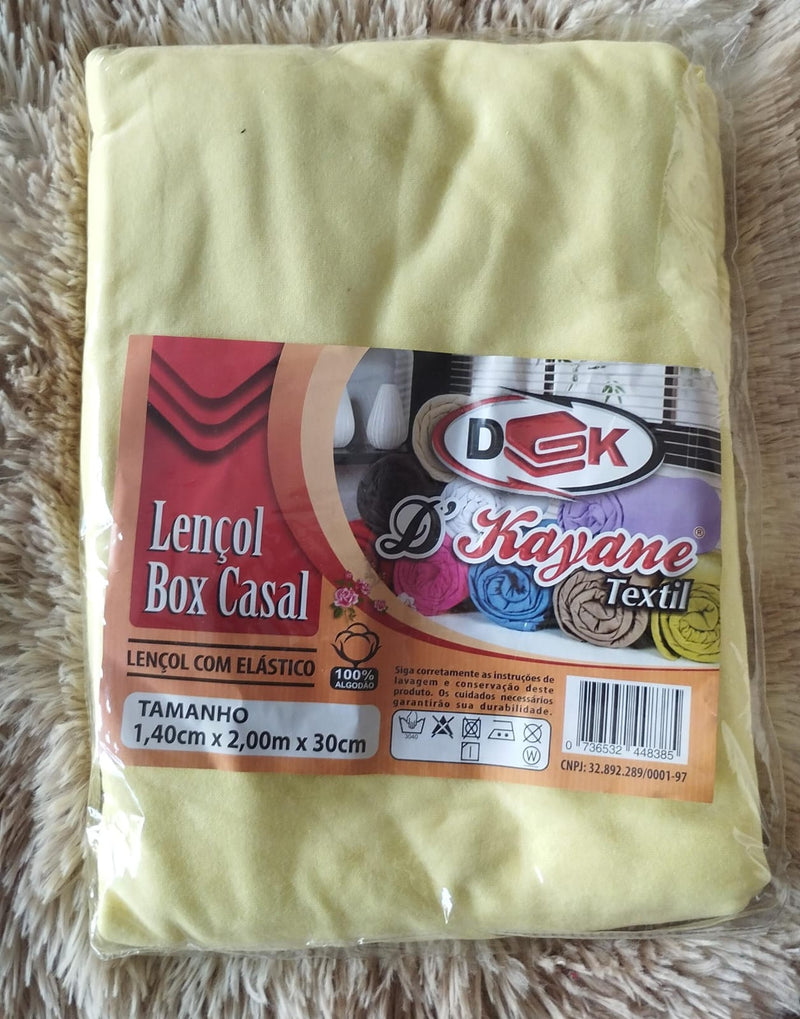 DGK
D' Kayane®
Textil
Lençol
Box Casal
LENÇOL COM ELÁSTICO
100%
ALGODÃO
TAMANHO
1,40cm x 2,00m x 30cm
Siga corretamente as instruções de
lavagem e conservação deste
produto. Os cuidados necessários
garantirão sua durabilidade.
3040
W
0 736532 448385
CNPJ: 32.892.289/0001-97